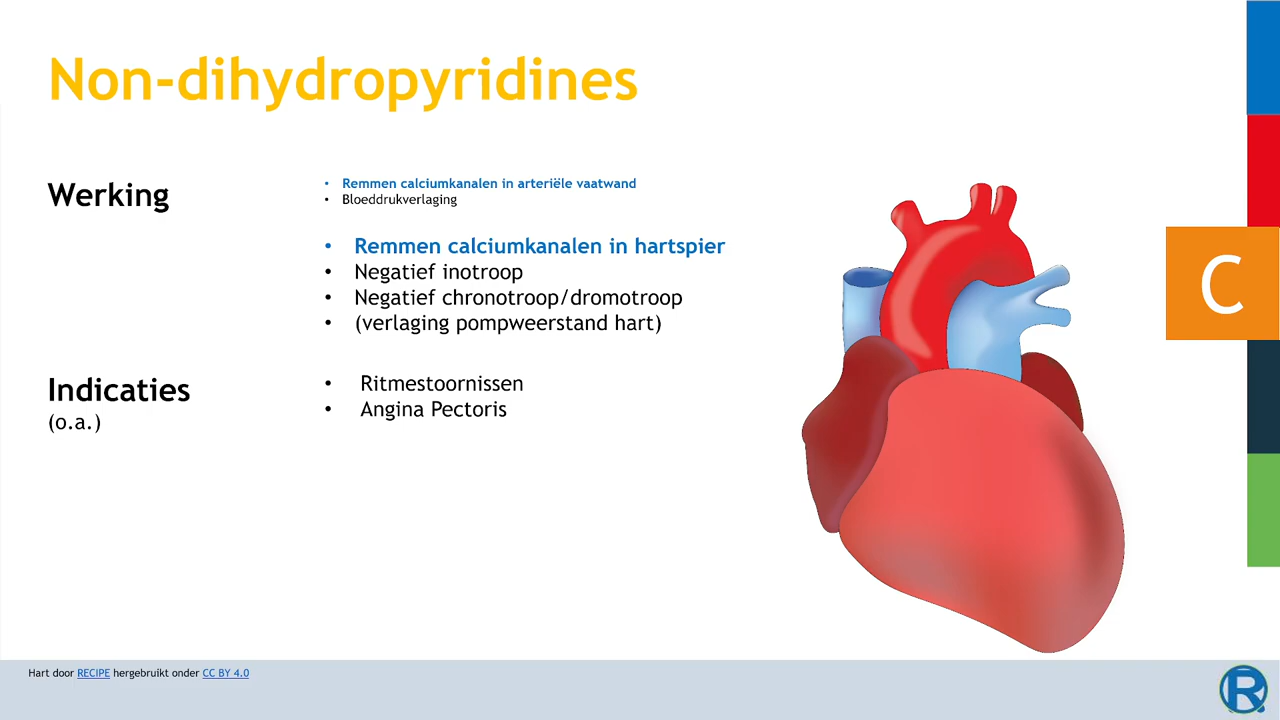 Non-dihydropyridines
Werking
• Remmen calciumkanalen in arteriële vaatwand
• Bloeddrukverlaging
• Remmen calciumkanalen in hartspier
• Negatief inotroop
• Negatief chronotroop/dromotroop
• (verlaging pompweerstand hart)
C
Indicaties
(o.a.)
• Ritmestoornissen
• Angina Pectoris
Hart door RECIPE hergebruikt onder CC BY 4.0
R